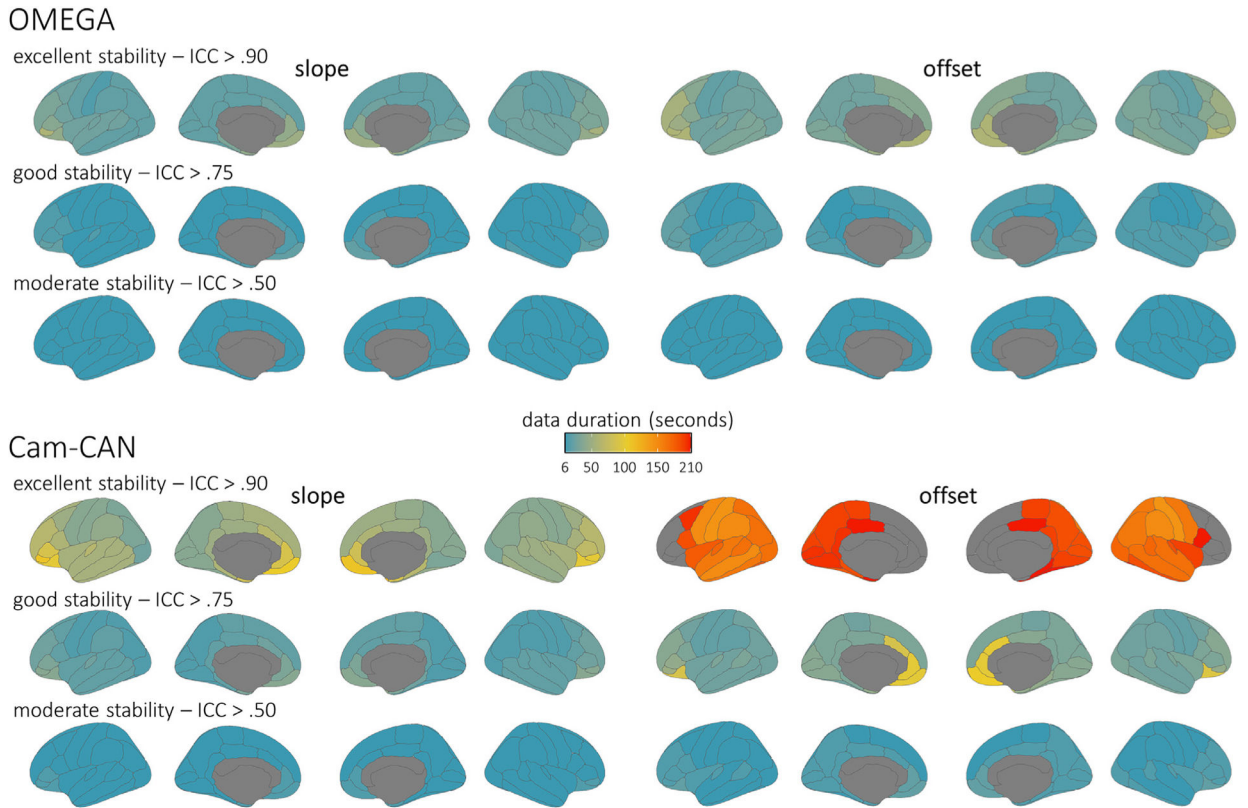 OMEGA
excellent stability – ICC > .90
slope
offset
good stability – ICC > .75
moderate stability – ICC > .50
data duration (seconds)
6 50 100 150 210
Cam-CAN
excellent stability – ICC > .90
slope
offset
good stability – ICC > .75
moderate stability – ICC > .50